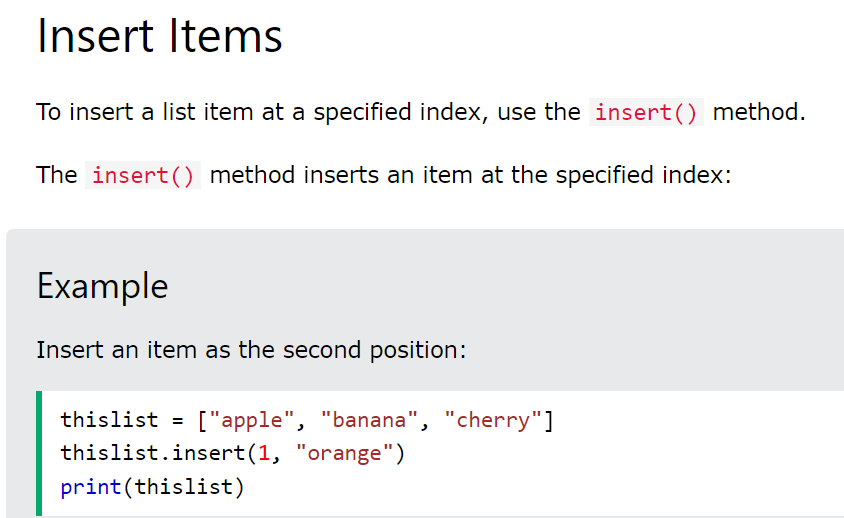 Insert Items
To insert a list item at a specified index, use the insert() method.
The insert() method inserts an item at the specified index:
Example
Insert an item as the second position:
thislist = ["apple", "banana", "cherry"]
thislist.insert(1, "orange")
print(thislist)